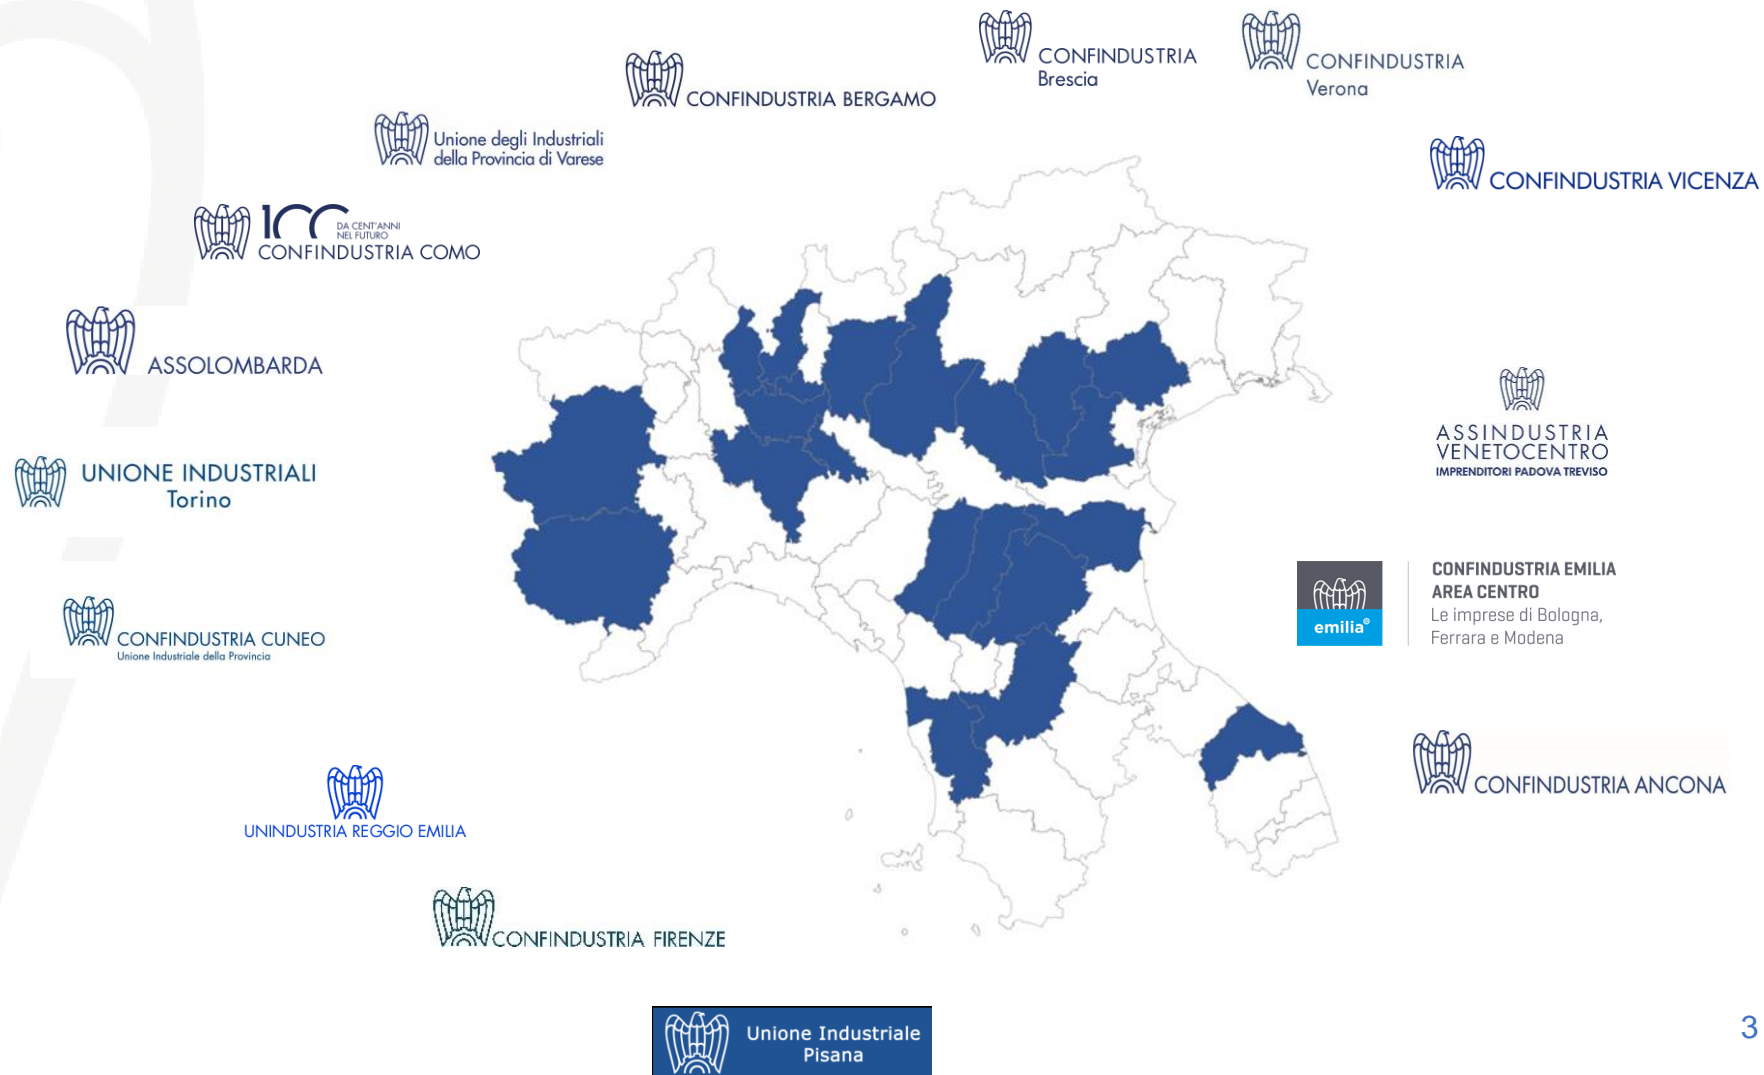 CONFINDUSTRIA
Brescia
CONFINDUSTRIA
Verona
CONFINDUSTRIA BERGAMO
Unione degli Industriali
della Provincia di Varese
CONFINDUSTRIA VICENZA
100 DA CENT'ANNI
NEL FUTURO
CONFINDUSTRIA COMO
ASSOLOMBARDA
ASSINDUSTRIA
VENETOCENTRO
IMPRENDITORI PADOVA TREVISO
UNIONE INDUSTRIALI
Torino
CONFINDUSTRIA EMILIA
AREA CENTRO
Le imprese di Bologna,
Ferrara e Modena
emilia®
CONFINDUSTRIA CUNEO
Unione Industriale della Provincia
CONFINDUSTRIA ANCONA
UNINDUSTRIA REGGIO EMILIA
CONFINDUSTRIA FIRENZE
Unione Industriale
Pisana
3